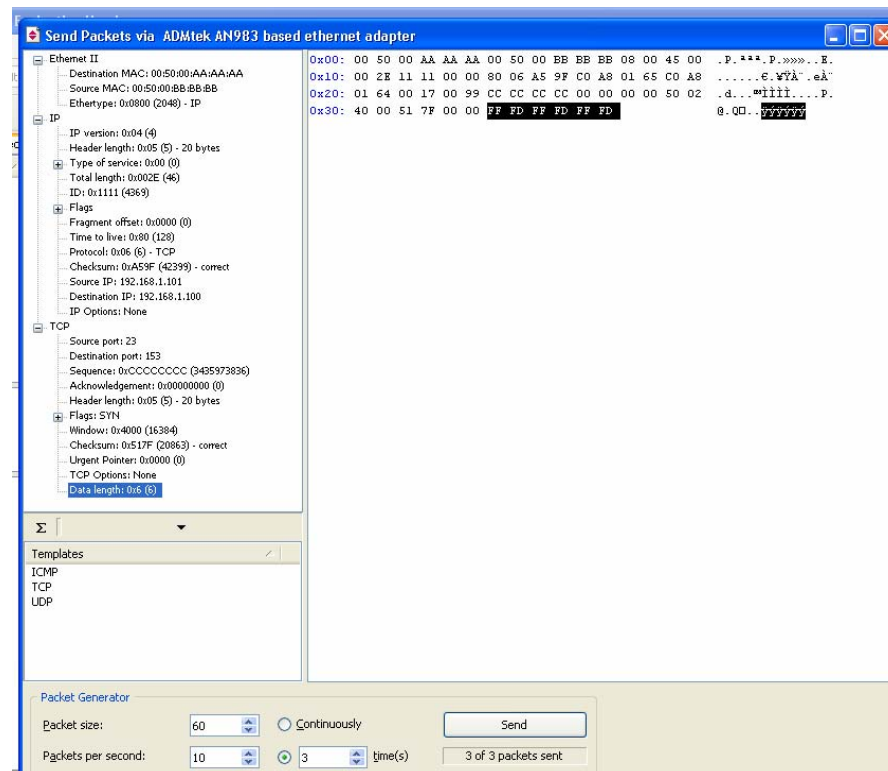 Send Packets via ADMtek AN983 based ethernet adapter
Ethernet II
Destination MAC: 00:50:00:AA:AA:AA
Source MAC: 00:50:00:BB:BB:BB
Ethertype: 0x0800 (2048) - IP
IP
IP version: 0x04 (4)
Header length: 0x05 (5) - 20 bytes
Type of service: 0x00 (0)
Total length: 0x002E (46)
ID: 0x1111 (4369)
Flags
Fragment offset: 0x0000 (0)
Time to live: 0x80 (128)
Protocol: 0x06 (6) - TCP
Checksum: 0xA59F (42399) - correct
Source IP: 192.168.1.101
Destination IP: 192.168.1.100
IP Options: None
TCP
Source port: 23
Destination port: 153
Sequence: 0xCCCCCCCC (3435973836)
Acknowledgement: 0x00000000 (0)
Header length: 0x05 (5) - 20 bytes
Flags: SYN
Window: 0x4000 (16384)
Checksum: 0x517F (20863) - correct
Urgent Pointer: 0x0000 (0)
TCP Options: None
Data length: 0x6 (6)
0x00: 00 50 00 AA AA AA 00 50 00 BB BB BB 08 00 45 00 .P.ªªª.P.»»»..E.
0x10: 00 2E 11 11 00 00 80 06 A5 9F C0 A8 01 65 C0 A8 ......€.¥ŸÀ¨.eÀ¨
0x20: 01 64 00 17 00 99 CC CC CC CC 00 00 00 00 50 02 .d...™ÌÌÌÌ....P.
0x30: 40 00 51 7F 00 00 FF FD FF FD FF FD @.Q□..ÿýÿýÿý
Σ
Templates
ICMP
TCP
UDP
Packet Generator
Packet size: 60 Continuously Send
Packets per second: 10 3 time(s) 3 of 3 packets sent